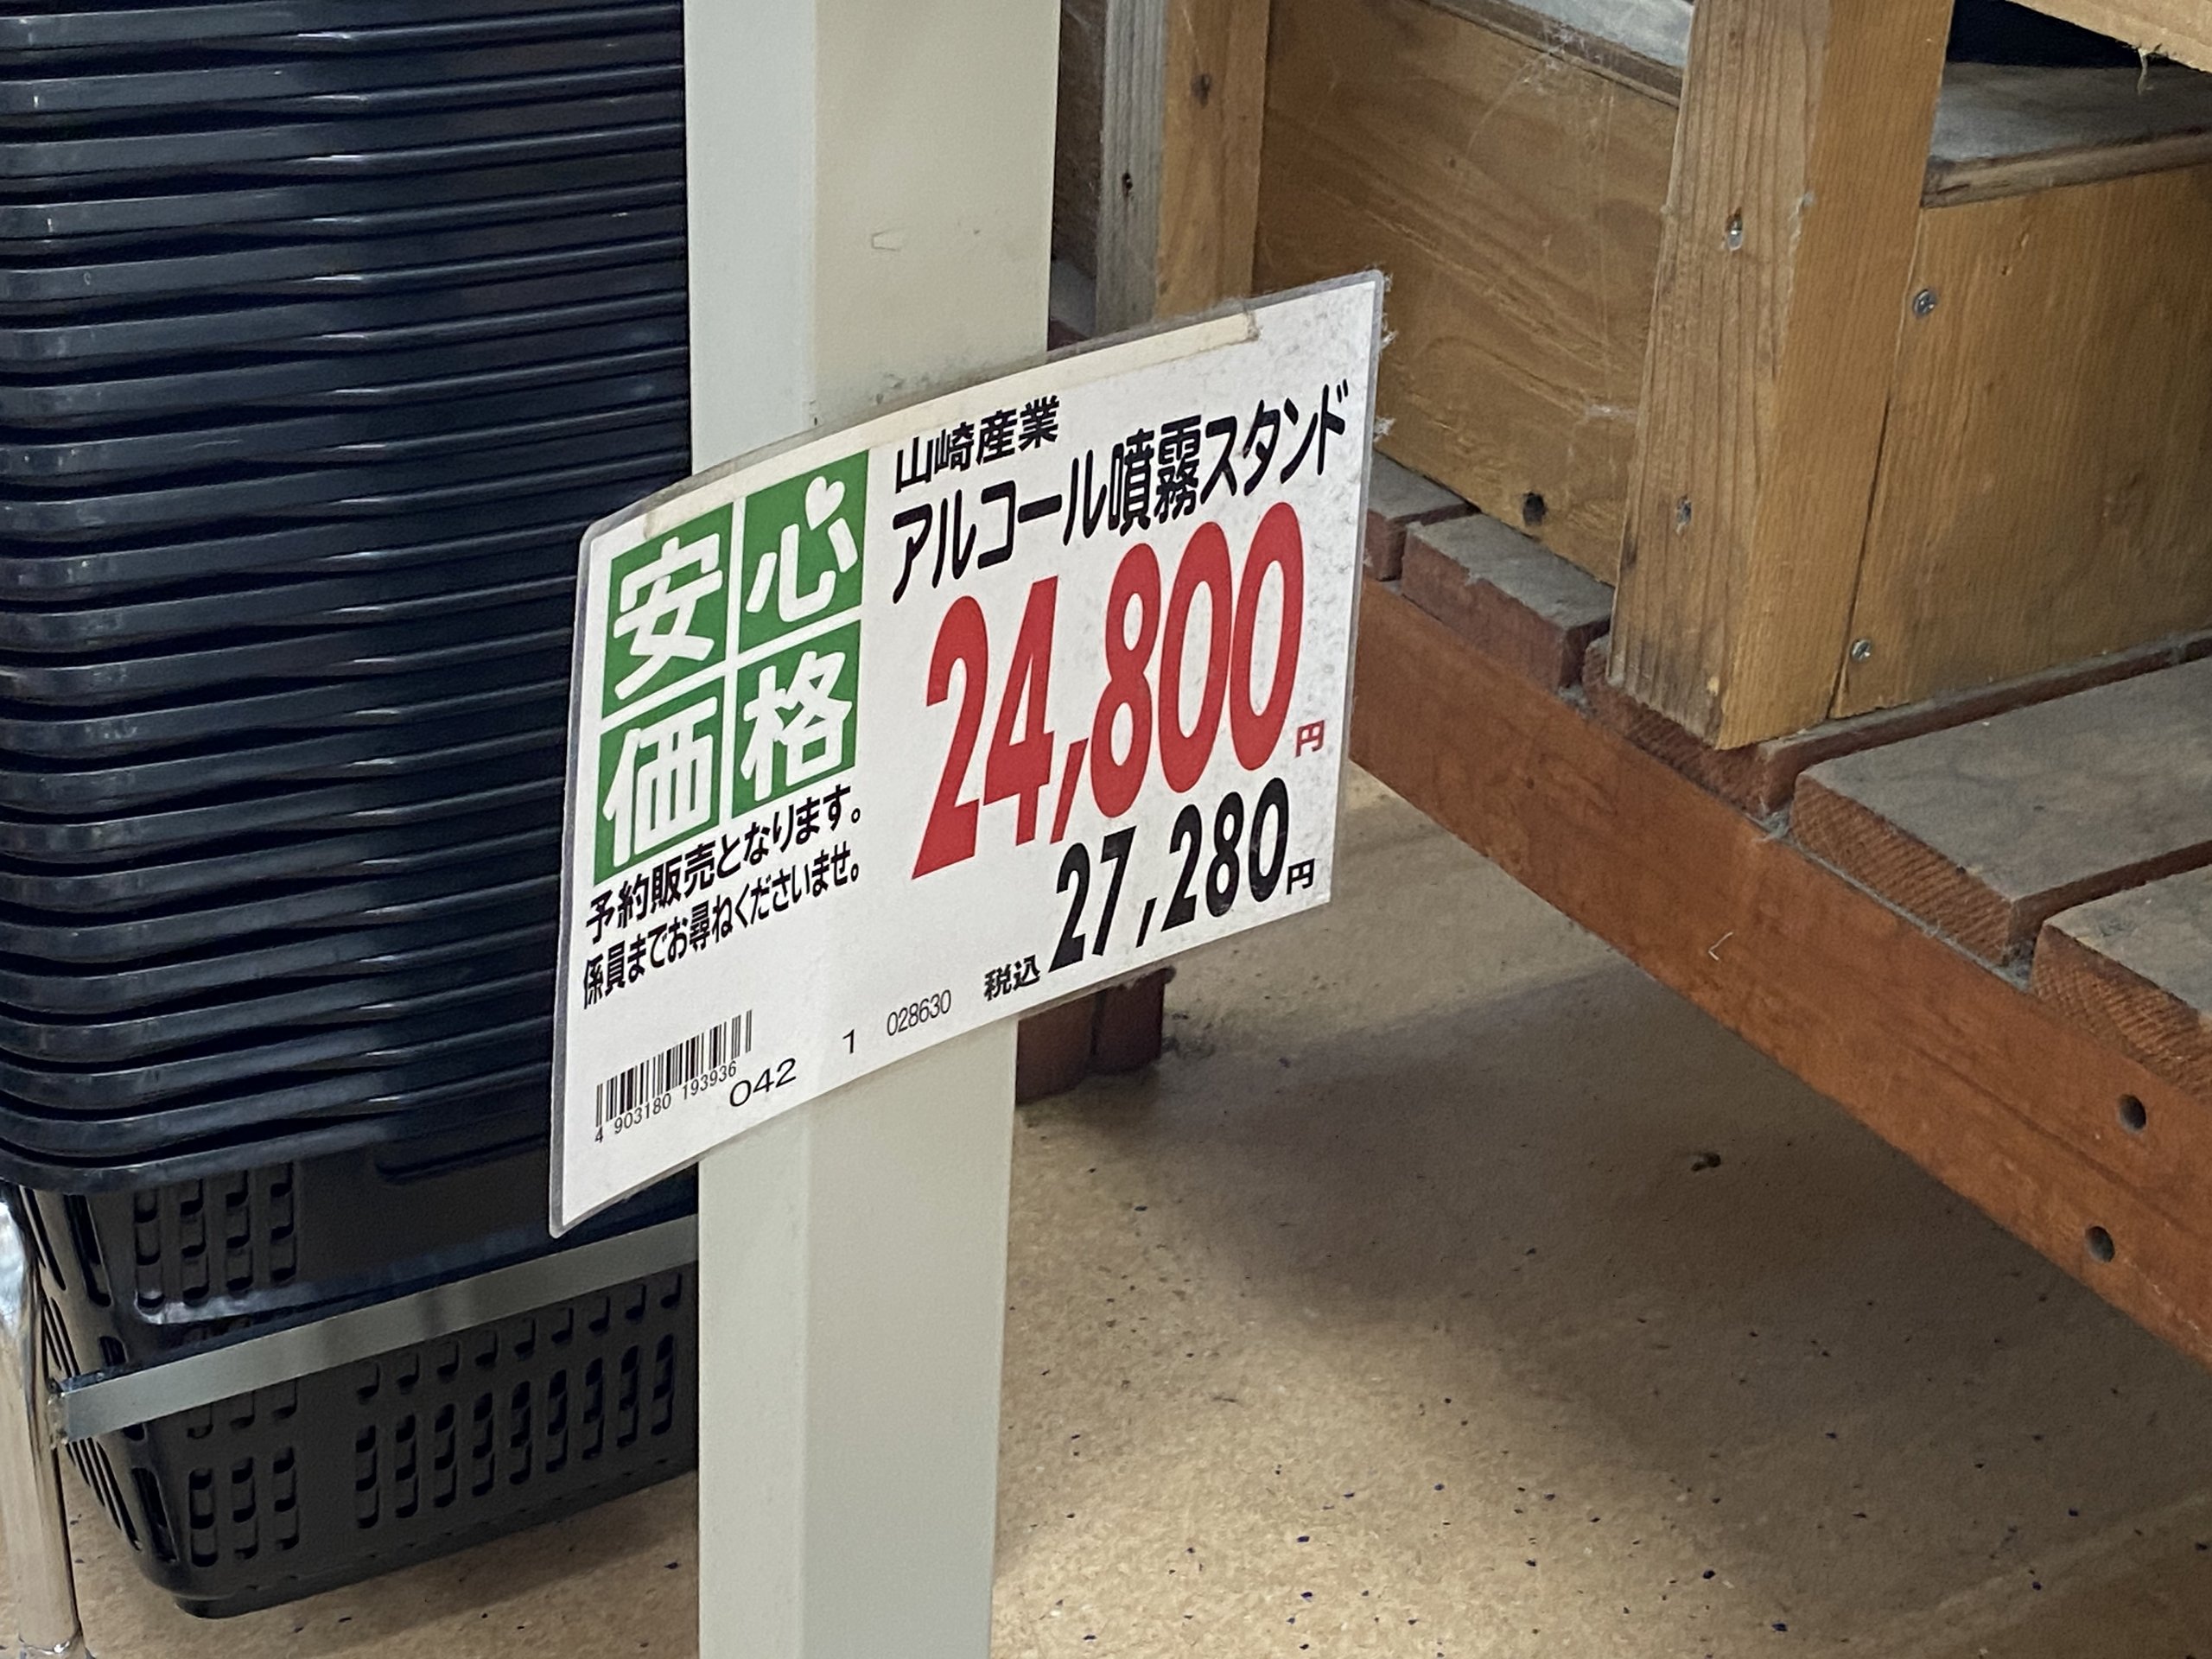 安心
価格
予約販売となります。
係員までお尋ねくださいませ。
山崎産業
アルコール噴霧スタンド
24,800円
税込27,280円
4 903180 193936
042
1
028630